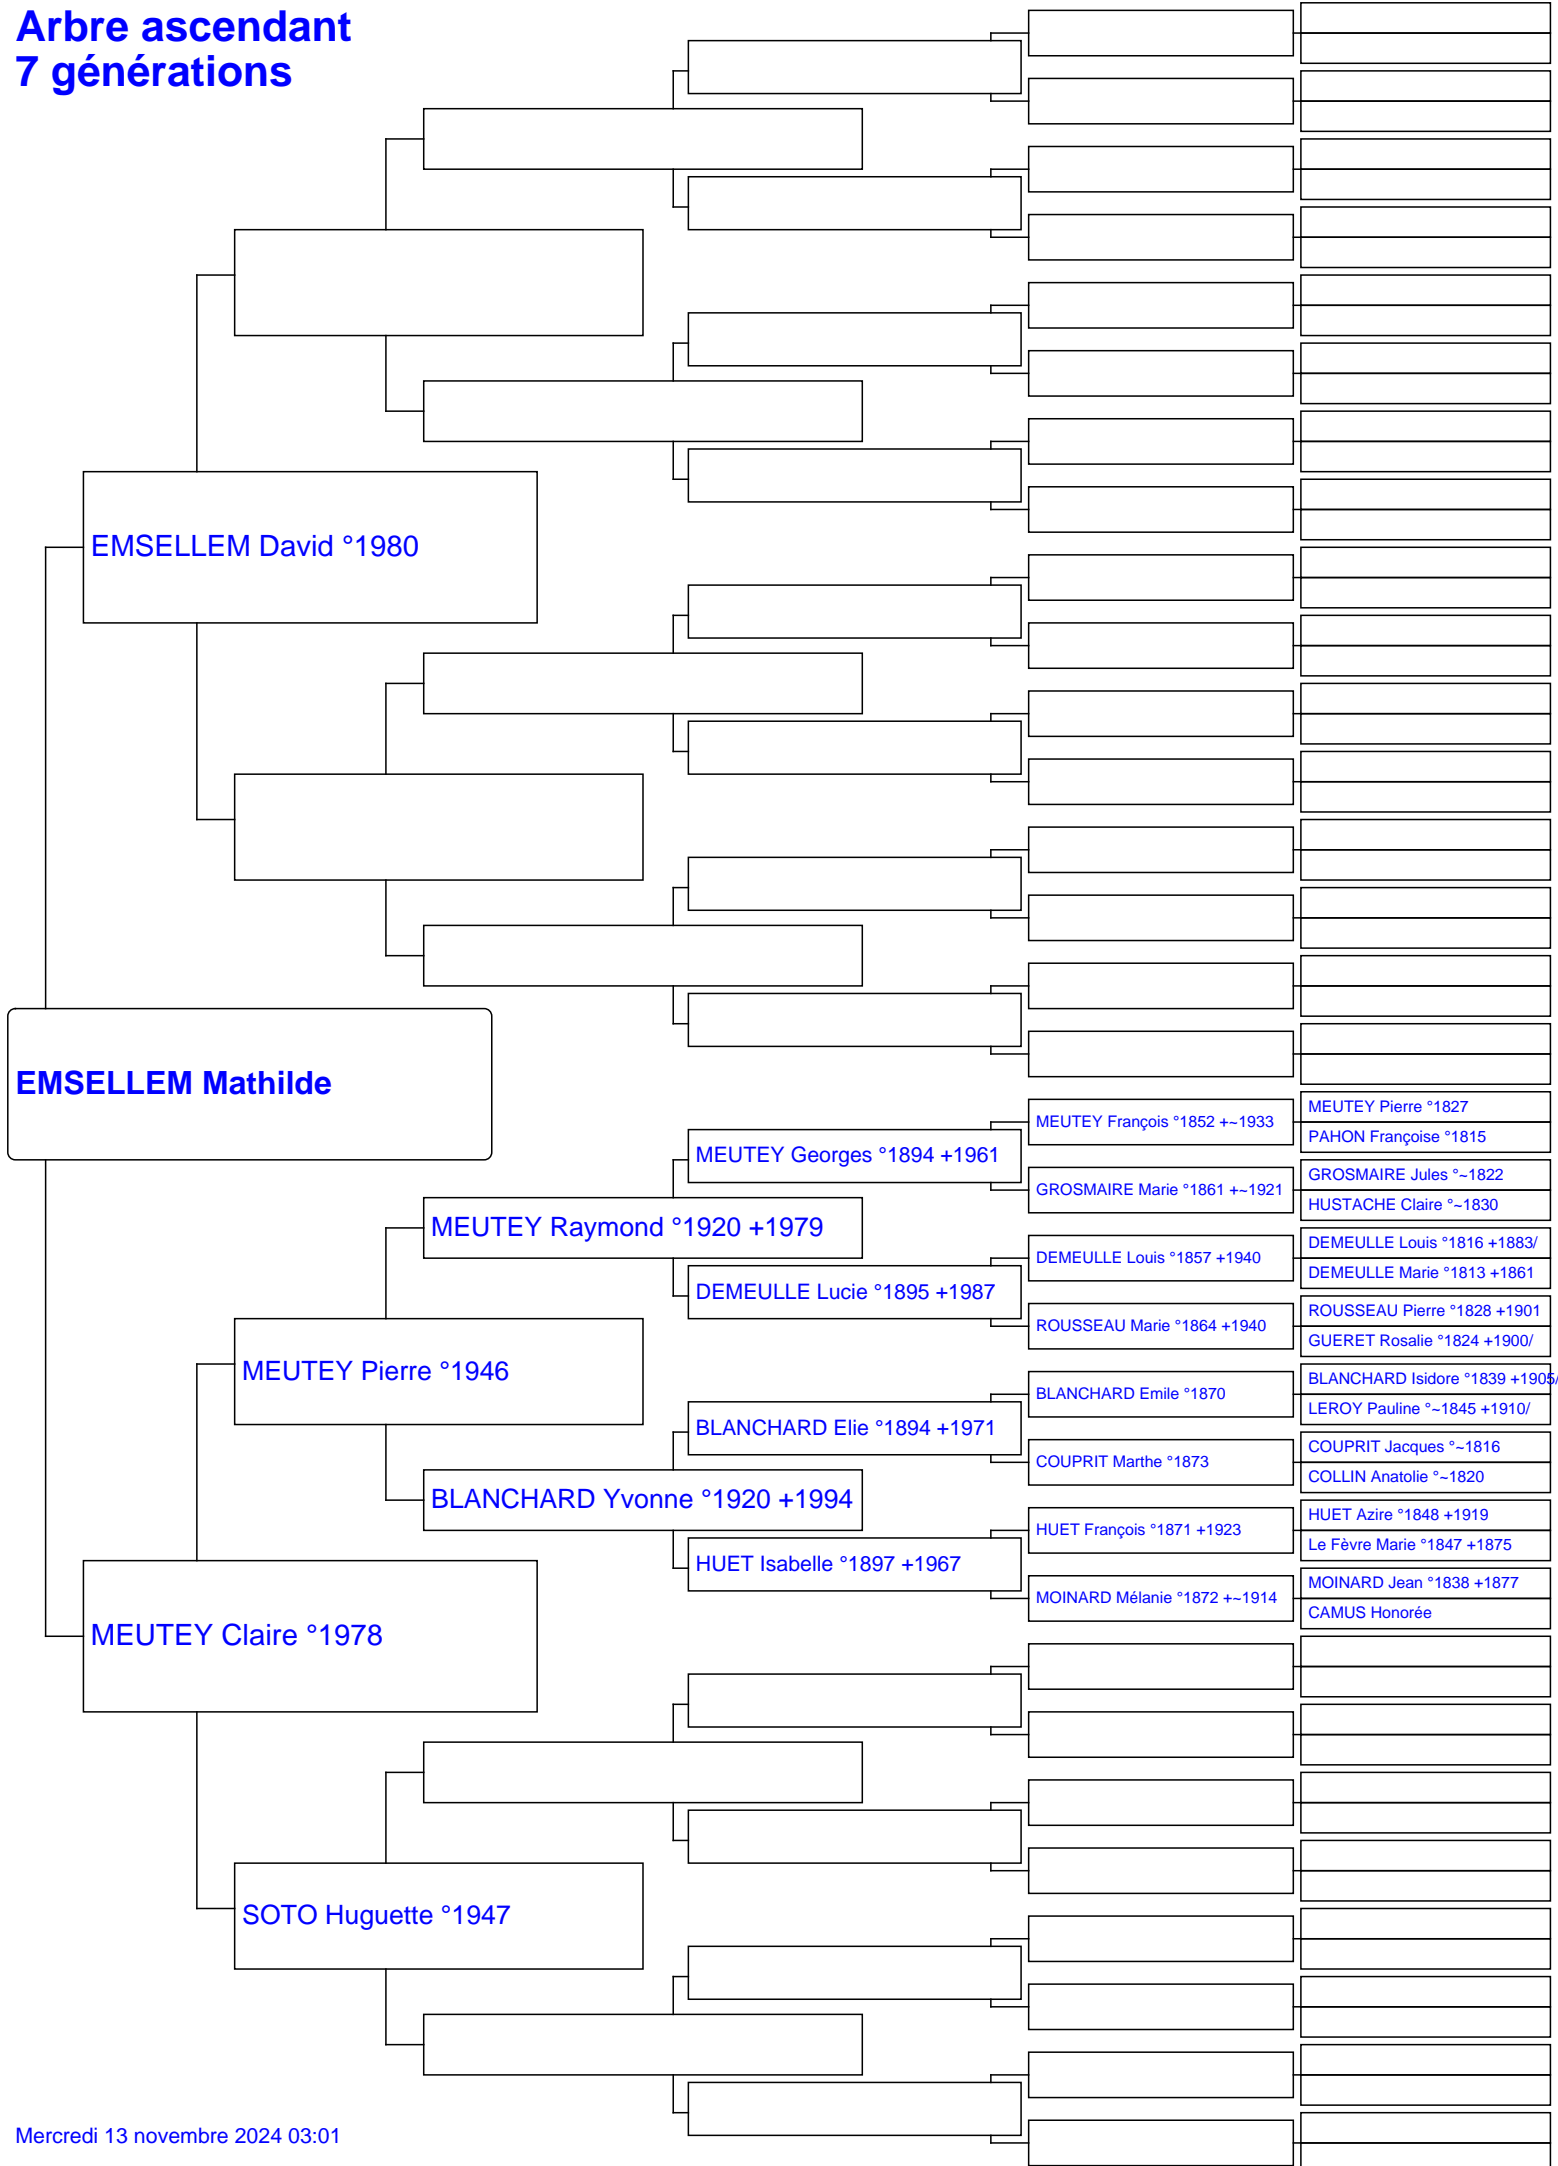 Arbre ascendant
7 générations
EMSELLEM David °1980
EMSELLEM Mathilde
MEUTEY François °1852 +~1933
MEUTEY Pierre °1827
PAHON Françoise °1815
MEUTEY Georges °1894 +1961
GROSMAIRE Marie °1861 +~1921
GROSMAIRE Jules °~1822
HUSTACHE Claire °~1830
MEUTEY Raymond °1920 +1979
DEMEULLE Louis °1857 +1940
DEMEULLE Louis °1816 +1883/
DEMEULLE Marie °1813 +1861
DEMEULLE Lucie °1895 +1987
ROUSSEAU Marie °1864 +1940
ROUSSEAU Pierre °1828 +1901
GUERET Rosalie °1824 +1900/
MEUTEY Pierre °1946
BLANCHARD Emile °1870
BLANCHARD Isidore °1839 +1905/
LEROY Pauline °~1845 +1910/
BLANCHARD Elie °1894 +1971
COUPRIT Marthe °1873
COUPRIT Jacques °~1816
COLLIN Anatolie °~1820
BLANCHARD Yvonne °1920 +1994
HUET François °1871 +1923
HUET Azire °1848 +1919
Le Fèvre Marie °1847 +1875
HUET Isabelle °1897 +1967
MOINARD Mélanie °1872 +~1914
MOINARD Jean °1838 +1877
CAMUS Honorée
MEUTEY Claire °1978
SOTO Huguette °1947
Mercredi 13 novembre 2024 03:01